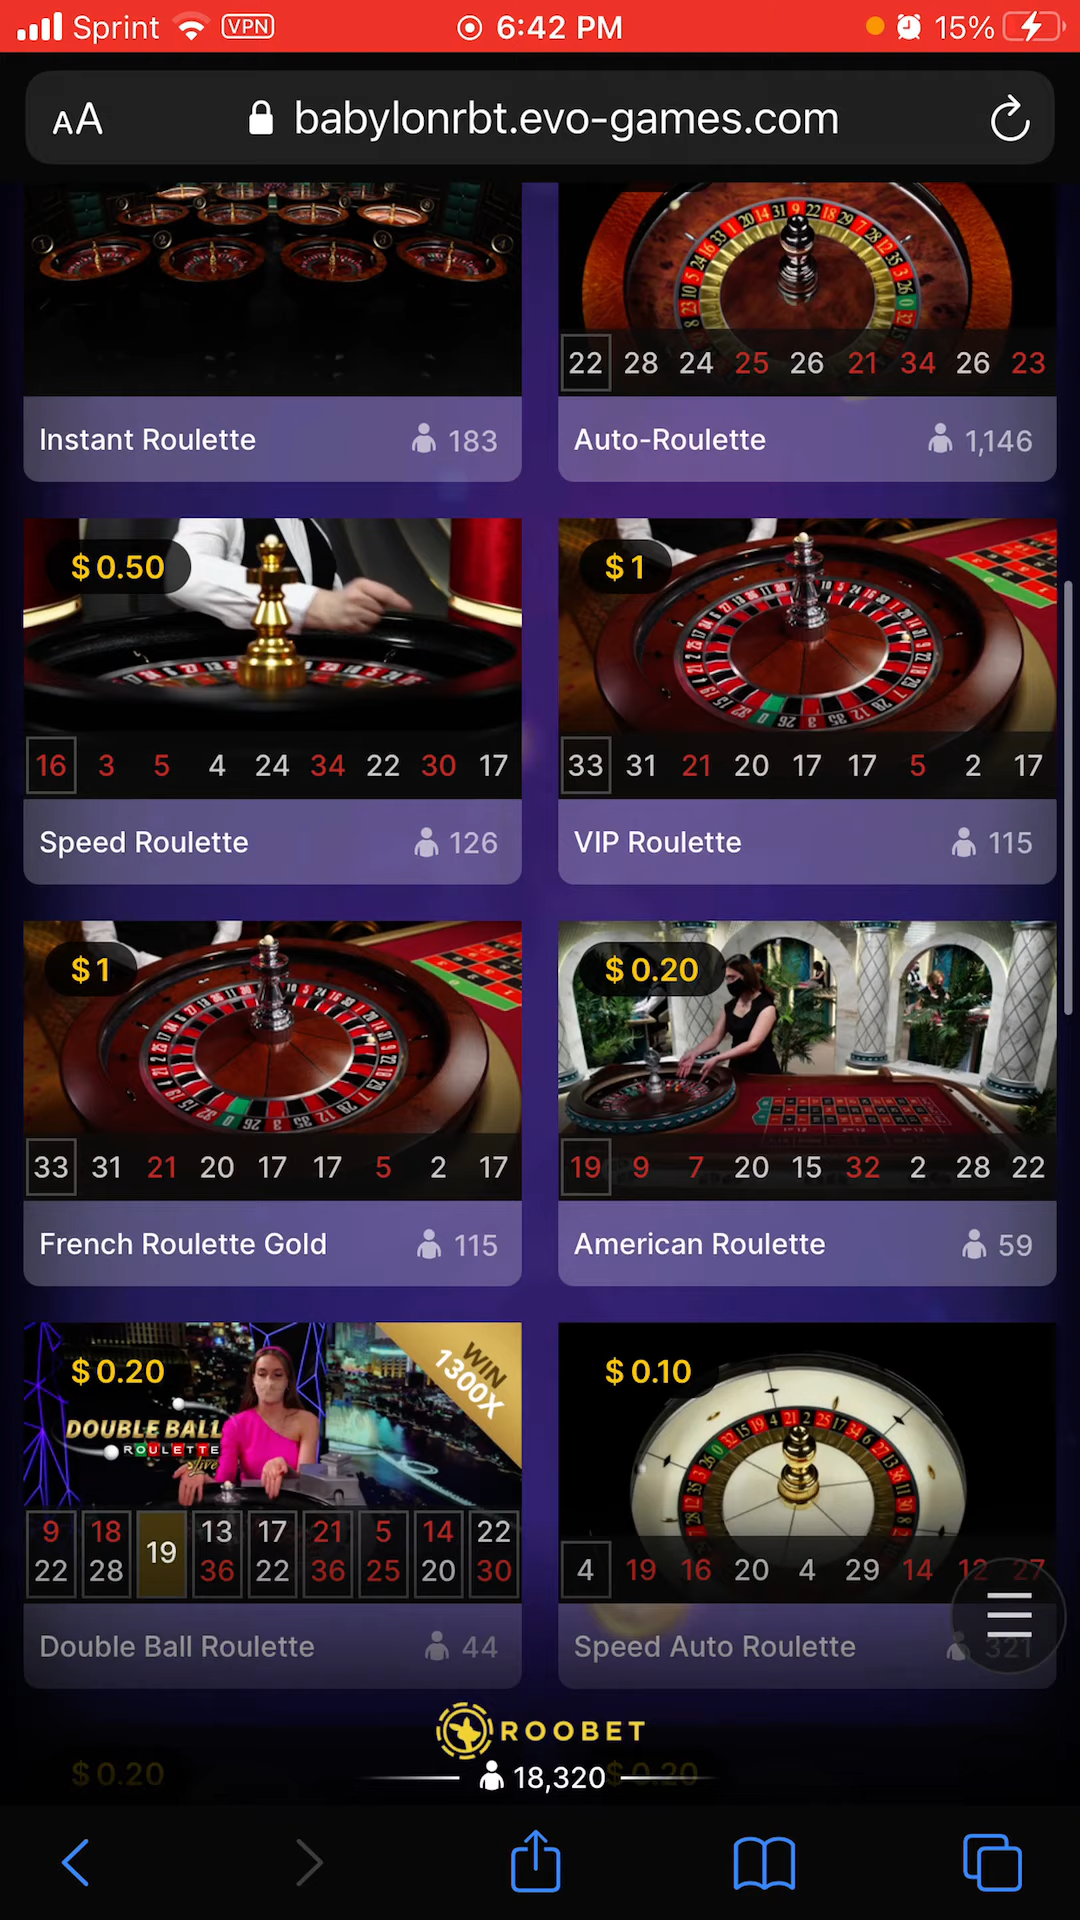 Sprint VPN 6:42 PM 15%
AA babylonrbt.evo-games.com
22 28 24 25 26 21 34 26 23
Instant Roulette 183
Auto-Roulette 1,146
$0.50
16 3 5 4 24 34 22 30 17
Speed Roulette 126
$1
33 31 21 20 17 17 5 2 17
VIP Roulette 115
$1
33 31 21 20 17 17 5 2 17
French Roulette Gold 115
$0.20
19 9 7 20 15 32 2 28 22
American Roulette 59
$0.20
WIN
1300X
DOUBLE BALL
ROULETTE
Live
9 18 19 13 17 21 5 14 22
22 28 36 22 36 25 20 30
Double Ball Roulette 44
$0.10
4 19 16 20 4 29 14 12 27
Speed Auto Roulette 321
ROOBET
$0.20 18,320 $0.20